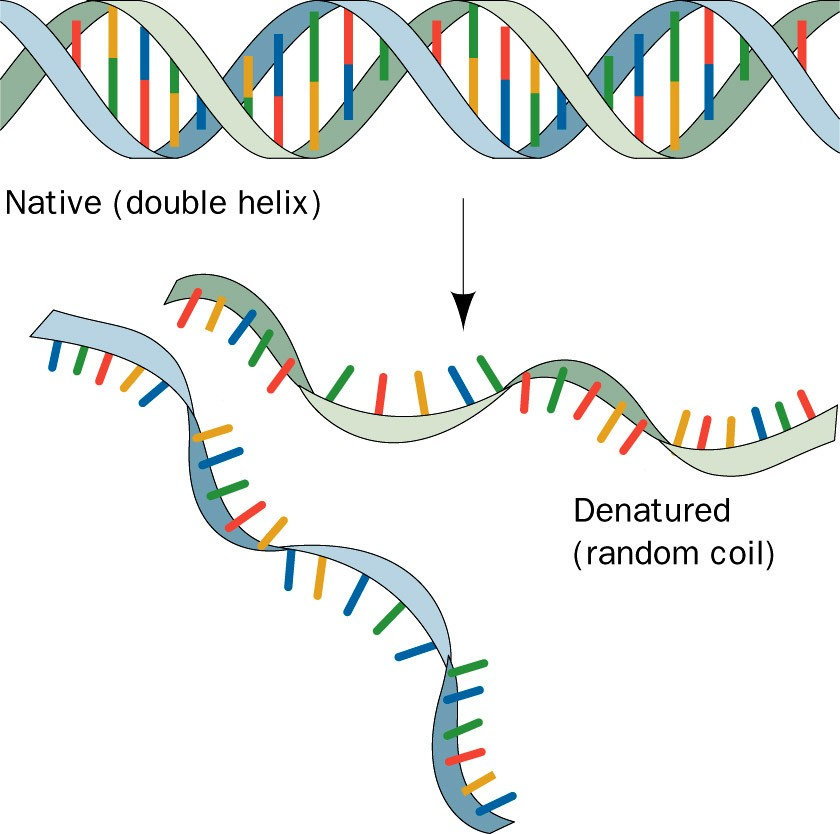 Native (double helix)
Denatured
(random coil)